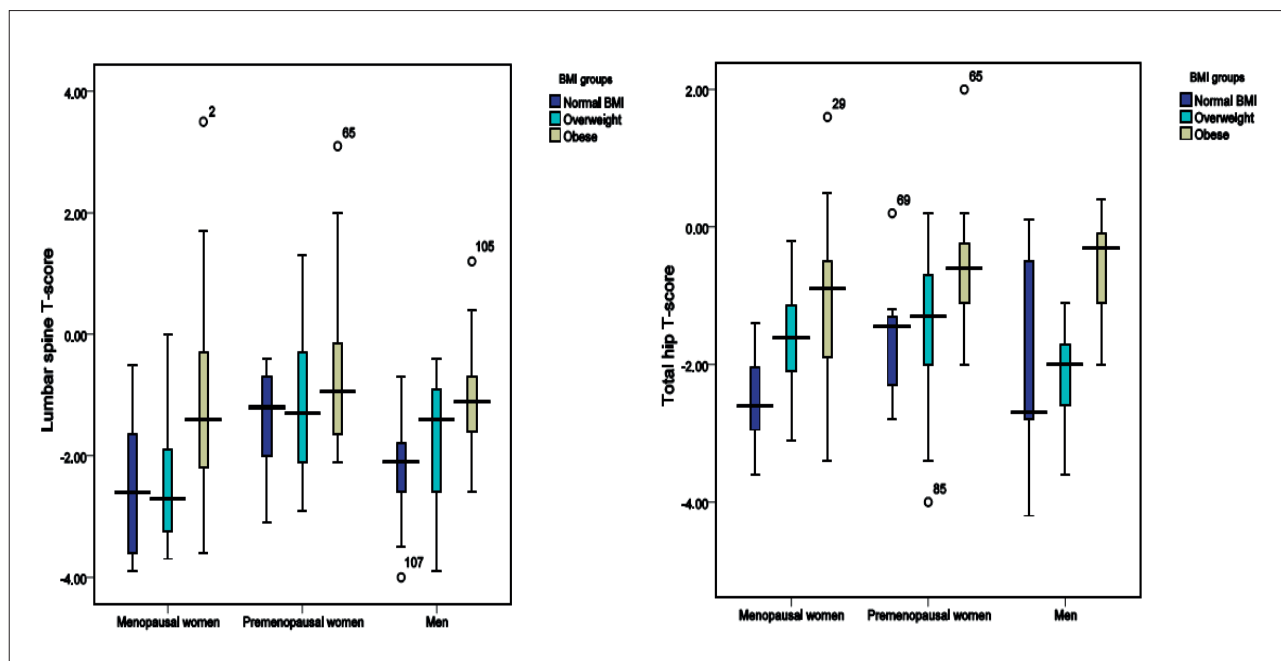 BMI groups
Normal BMI
Overweight
Obese
Lumbar spine T-score
4.00
2.00
0.00
-2.00
-4.00
2
65
105
107
Menopausal women
Premenopausal women
Men
BMI groups
Normal BMI
Overweight
Obese
Total hip T-score
2.00
0.00
-2.00
-4.00
29
69
65
85
Menopausal women
Premenopausal women
Men